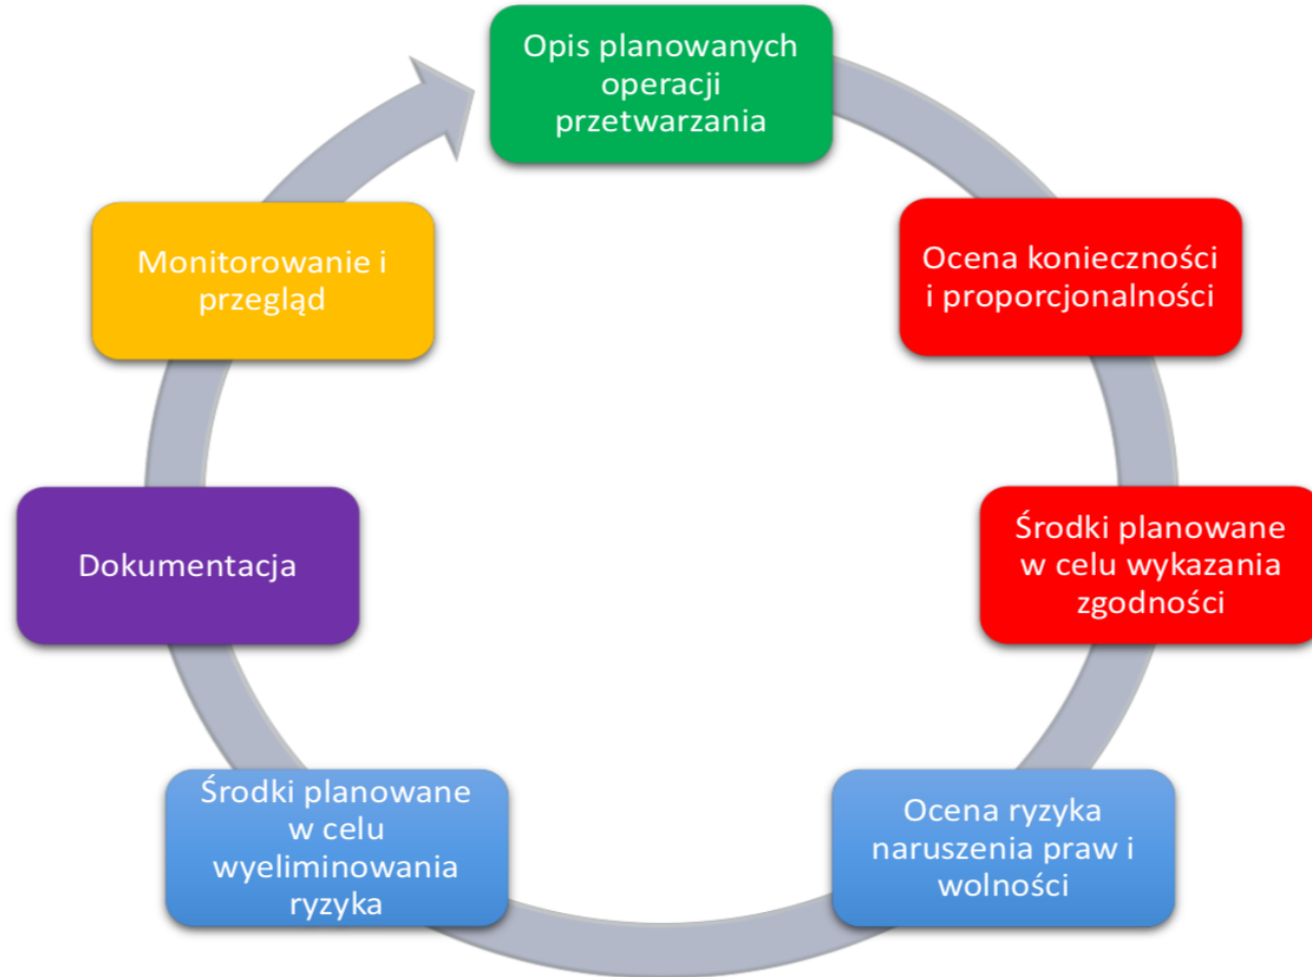 Opis planowanych
operacji
przetwarzania
Ocena konieczności
i proporcjonalności
Środki planowane
w celu wykazania
zgodności
Ocena ryzyka
naruszenia praw i
wolności
Środki planowane
w celu
wyeliminowania
ryzyka
Dokumentacja
Monitorowanie i
przegląd